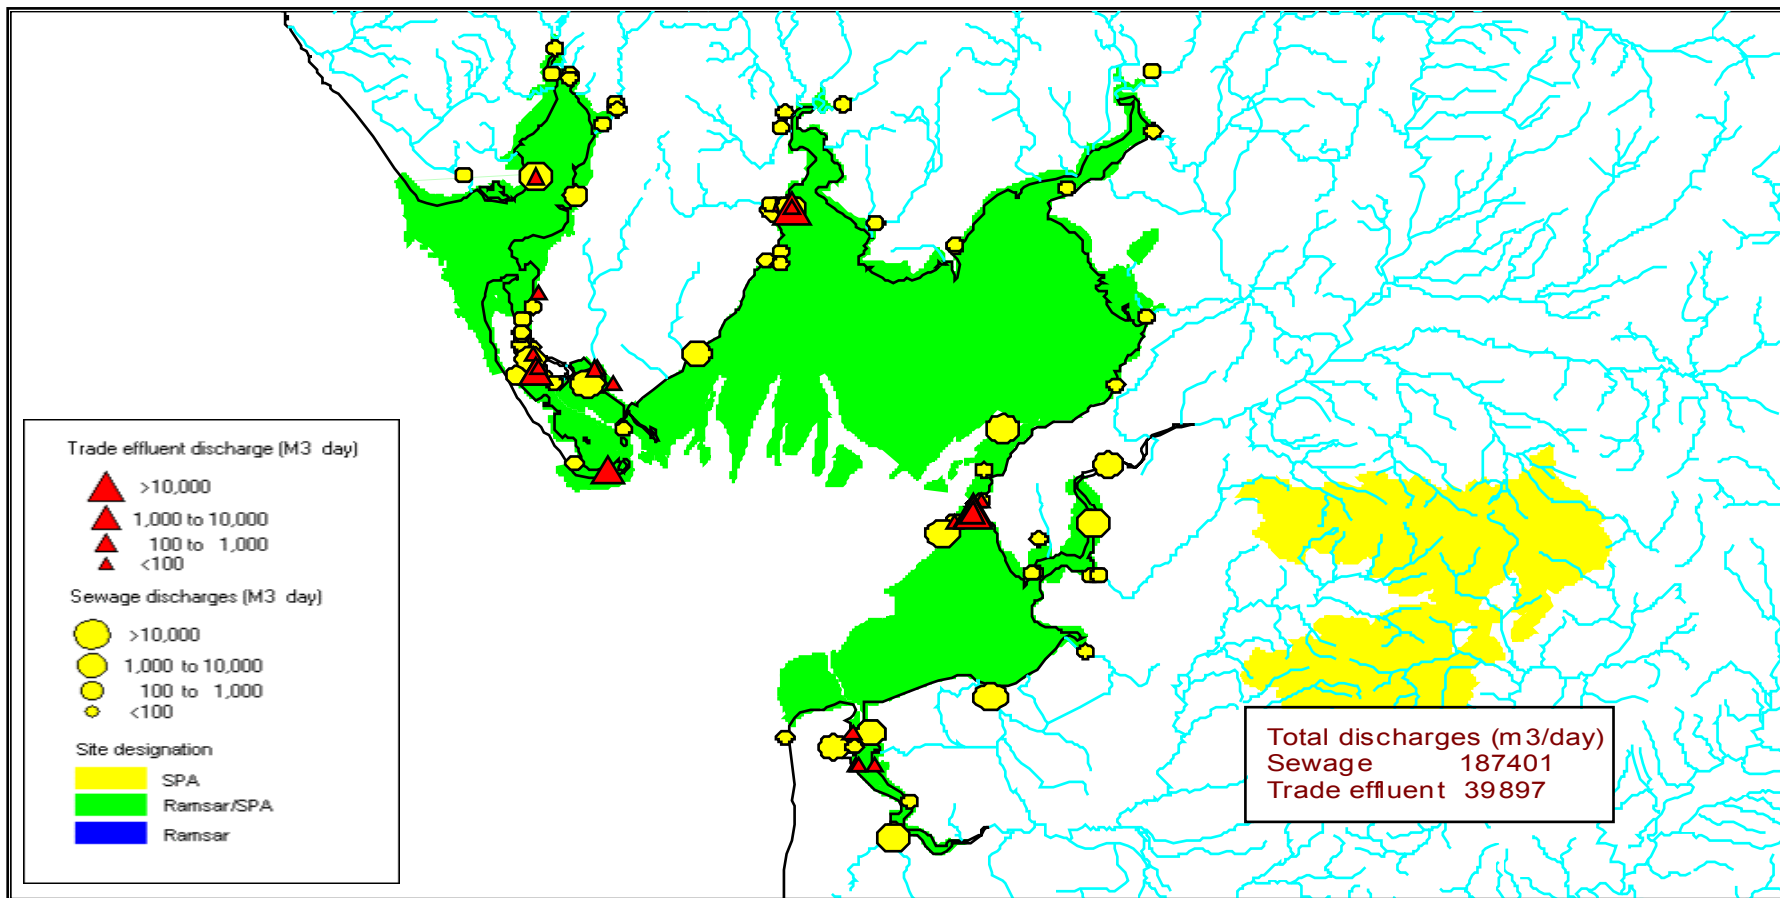 Trade effluent discharge (M3 day)
>10,000
1,000 to 10,000
100 to 1,000
<100
Sewage discharges (M3 day)
>10,000
1,000 to 10,000
100 to 1,000
<100
Site designation
SPA
Ramsar/SPA
Ramsar
Total discharges (m3/day)
Sewage 187401
Trade effluent 39897